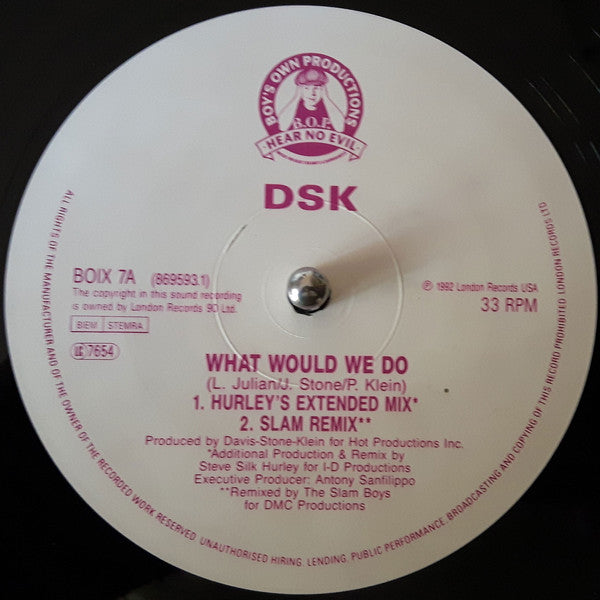 BOY'S OWN PRODUCTIONS
B.O.P.
·HEAR NO EVIL·
DSK
BOIX 7A (869593.1)
The copyright in this sound recording
is owned by London Records 90 Ltd.
BIEM STEMRA
7654
℗ 1992 London Records USA
33 RPM
WHAT WOULD WE DO
(L. Julian/J. Stone/P. Klein)
1. HURLEY'S EXTENDED MIX*
2. SLAM REMIX**
Produced by Davis-Stone-Klein for Hot Productions Inc.
*Additional Production & Remix by
Steve Silk Hurley for I-D Productions
Executive Producer: Antony Sanfilippo
**Remixed by The Slam Boys
for DMC Productions
ALL RIGHTS OF THE MANUFACTURER AND OF THE OWNER OF THE RECORDED WORK RESERVED. UNAUTHORISED HIRING, LENDING, PUBLIC PERFORMANCE, BROADCASTING AND COPYING OF THIS RECORD PROHIBITED. LONDON RECORDS LTD.